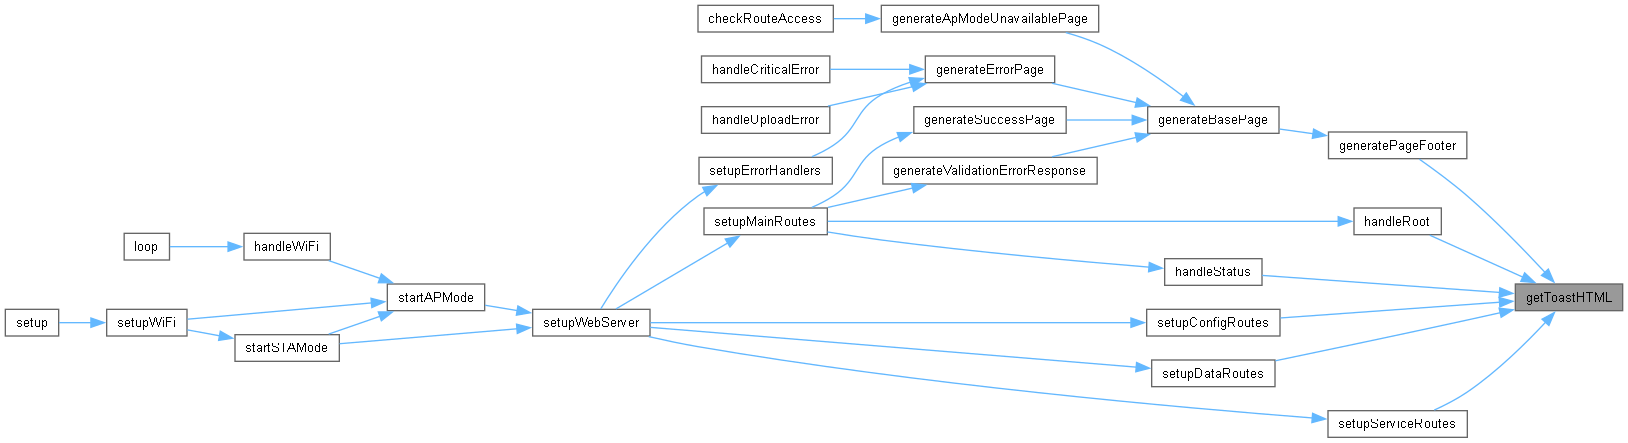 checkRouteAccess
generateApModeUnavailablePage
handleCriticalError
generateErrorPage
handleUploadError
generateSuccessPage
generateBasePage
generatePageFooter
setupErrorHandlers
generateValidationErrorResponse
setupMainRoutes
handleRoot
loop
handleWiFi
handleStatus
startAPMode
getToastHTML
setup
setupWiFi
setupWebServer
setupConfigRoutes
startSTAMode
setupDataRoutes
setupServiceRoutes